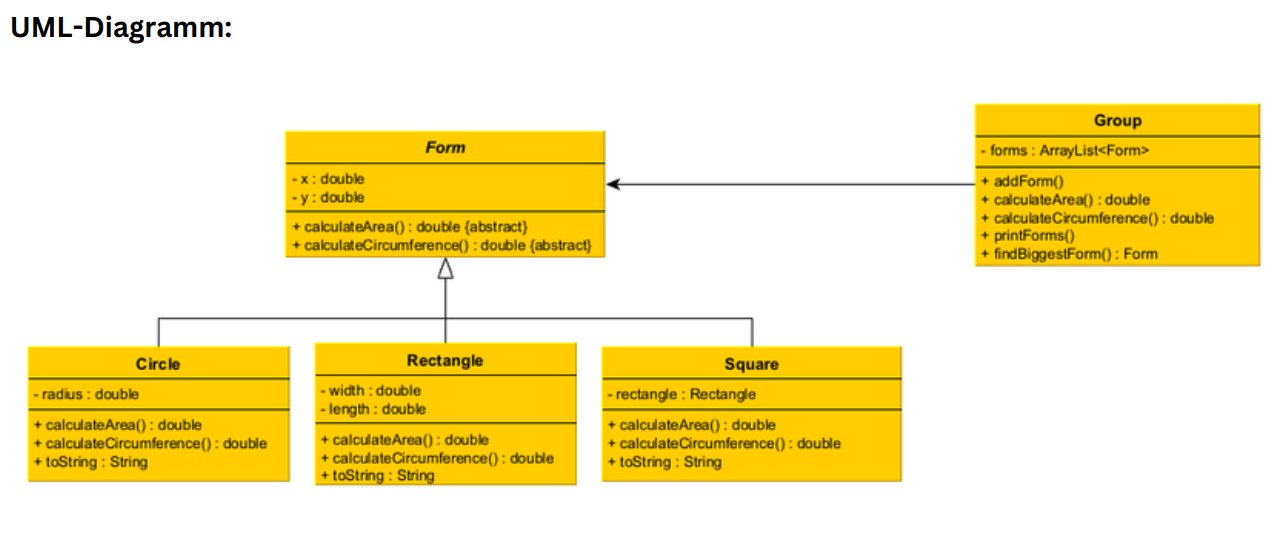 UML-Diagramm:
Form
- x : double
- y : double
+ calculateArea() : double {abstract}
+ calculateCircumference() : double {abstract}
Group
- forms : ArrayList<Form>
+ addForm()
+ calculateArea() : double
+ calculateCircumference() : double
+ printForms()
+ findBiggestForm() : Form
Circle
- radius : double
+ calculateArea() : double
+ calculateCircumference() : double
+ toString : String
Rectangle
- width : double
- length : double
+ calculateArea() : double
+ calculateCircumference() : double
+ toString : String
Square
- rectangle : Rectangle
+ calculateArea() : double
+ calculateCircumference() : double
+ toString : String